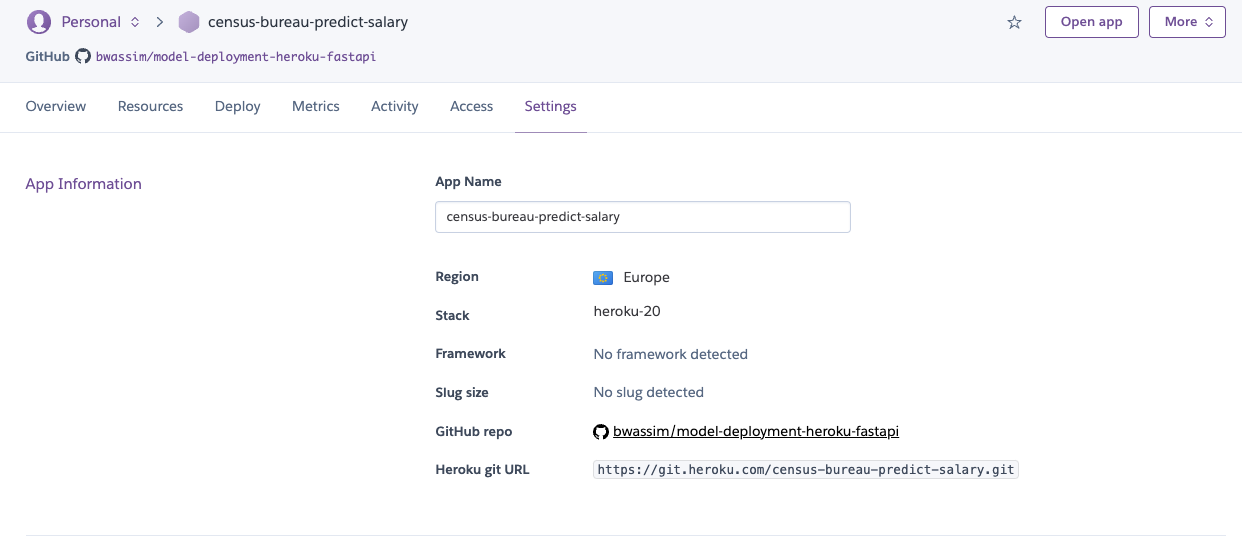 Personal census-bureau-predict-salary Open app More
GitHub bwassim/model-deployment-heroku-fastapi
Overview Resources Deploy Metrics Activity Access Settings
App Information
App Name
census-bureau-predict-salary
Region Europe
Stack heroku-20
Framework No framework detected
Slug size No slug detected
GitHub repo bwassim/model-deployment-heroku-fastapi
Heroku git URL https://git.heroku.com/census-bureau-predict-salary.git